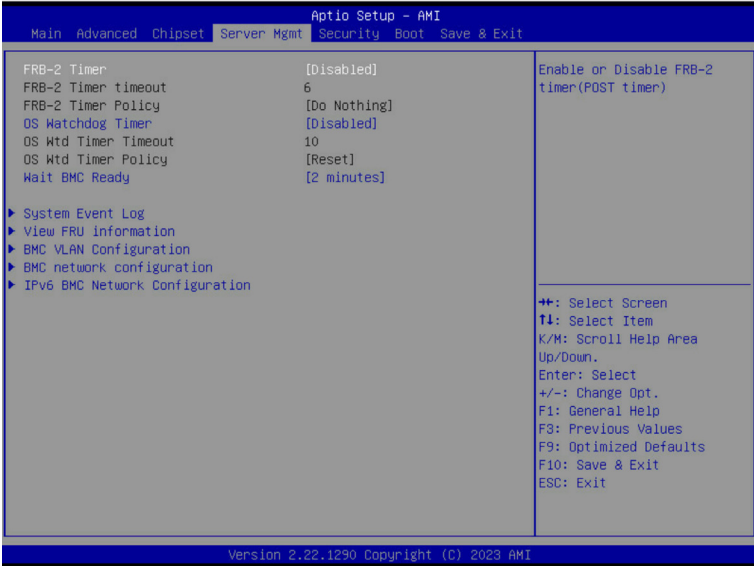 Aptio Setup – AMI
Main Advanced Chipset Server Mgmt Security Boot Save & Exit
FRB-2 Timer [Disabled]
FRB-2 Timer timeout 6
FRB-2 Timer Policy [Do Nothing]
OS Watchdog Timer [Disabled]
OS Wtd Timer Timeout 10
OS Wtd Timer Policy [Reset]
Wait BMC Ready [2 minutes]
▶ System Event Log
▶ View FRU information
▶ BMC VLAN Configuration
▶ BMC network configuration
▶ IPv6 BMC Network Configuration
Enable or Disable FRB-2
timer(POST timer)
→←: Select Screen
↑↓: Select Item
K/M: Scroll Help Area
Up/Down.
Enter: Select
+/-: Change Opt.
F1: General Help
F3: Previous Values
F9: Optimized Defaults
F10: Save & Exit
ESC: Exit
Version 2.22.1290 Copyright (C) 2023 AMI